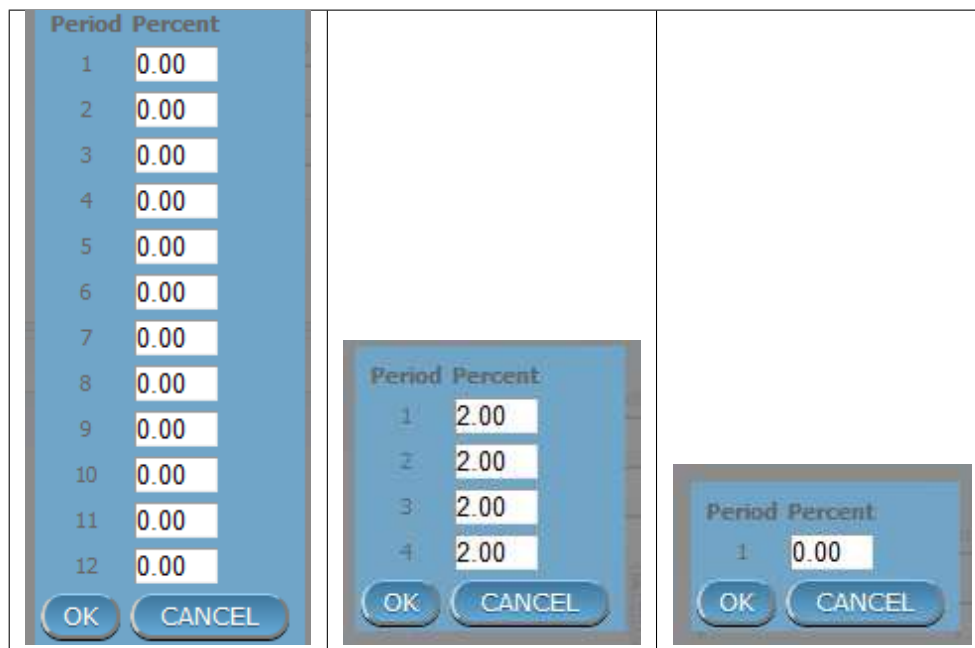 Period Percent
1 0.00
2 0.00
3 0.00
4 0.00
5 0.00
6 0.00
7 0.00
8 0.00
9 0.00
10 0.00
11 0.00
12 0.00
OK CANCEL
Period Percent
1 2.00
2 2.00
3 2.00
4 2.00
OK CANCEL
Period Percent
1 0.00
OK CANCEL